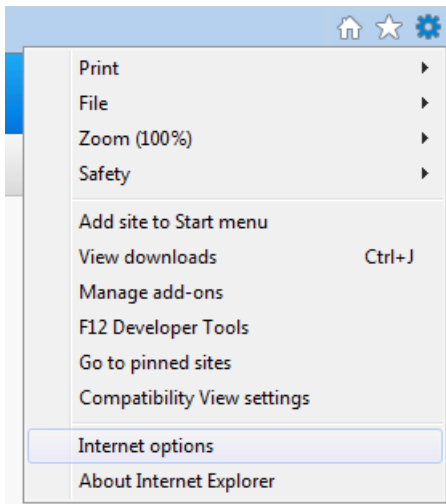 Print
File
Zoom (100%)
Safety
Add site to Start menu
View downloads Ctrl+J
Manage add-ons
F12 Developer Tools
Go to pinned sites
Compatibility View settings
Internet options
About Internet Explorer